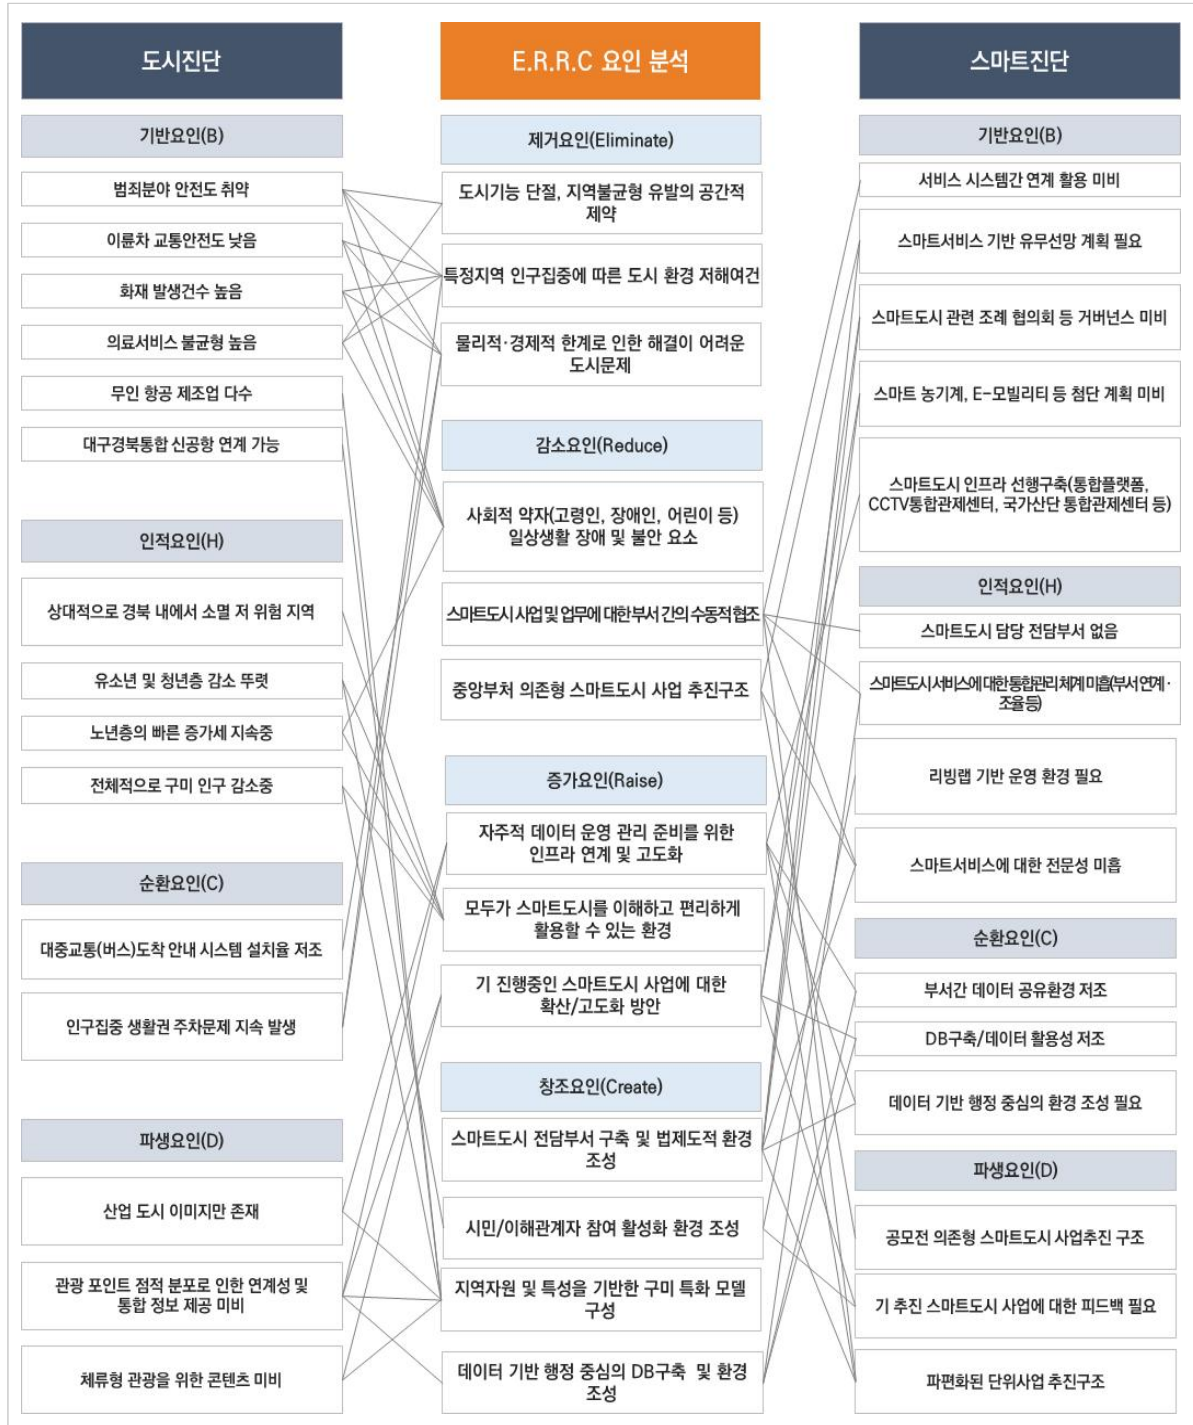 도시진단
기반요인(B)
범죄분야 안전도 취약
이륜차 교통안전도 낮음
화재 발생건수 높음
의료서비스 불균형 높음
무인 항공 제조업 다수
대구경북통합 신공항 연계 가능
인적요인(H)
상대적으로 경북 내에서 소멸 저 위험 지역
유소년 및 청년층 감소 뚜렷
노년층의 빠른 증가세 지속중
전체적으로 구미 인구 감소중
순환요인(C)
대중교통(버스)도착 안내 시스템 설치율 저조
인구집중 생활권 주차문제 지속 발생
파생요인(D)
산업 도시 이미지만 존재
관광 포인트 점적 분포로 인한 연계성 및
통합 정보 제공 미비
체류형 관광을 위한 콘텐츠 미비
E.R.R.C 요인 분석
제거요인(Eliminate)
도시기능 단절, 지역불균형 유발의 공간적
제약
특정지역 인구집중에 따른 도시 환경 저해여건
물리적·경제적 한계로 인한 해결이 어려운
도시문제
감소요인(Reduce)
사회적 약자(고령인, 장애인, 어린이 등)
일상생활 장애 및 불안 요소
스마트도시 사업 및 업무에 대한 부서 간의 수동적 협조
중앙부처 의존형 스마트도시 사업 추진구조
증가요인(Raise)
자주적 데이터 운영 관리 준비를 위한
인프라 연계 및 고도화
모두가 스마트도시를 이해하고 편리하게
활용할 수 있는 환경
기 진행중인 스마트도시 사업에 대한
확산/고도화 방안
창조요인(Create)
스마트도시 전담부서 구축 및 법제도적 환경
조성
시민/이해관계자 참여 활성화 환경 조성
지역자원 및 특성을 기반한 구미 특화 모델
구성
데이터 기반 행정 중심의 DB구축 및 환경
조성
스마트진단
기반요인(B)
서비스 시스템간 연계 활용 미비
스마트서비스 기반 유무선망 계획 필요
스마트도시 관련 조례 협의회 등 거버넌스 미비
스마트 농기계, E-모빌리티 등 첨단 계획 미비
스마트도시 인프라 선행구축(통합플랫폼,
CCTV통합관제센터, 국가산단 통합관제센터 등)
인적요인(H)
스마트도시 담당 전담부서 없음
스마트도시 서비스에 대한 통합관리 체계 미흡(부서 연계·
조율 등)
리빙랩 기반 운영 환경 필요
스마트서비스에 대한 전문성 미흡
순환요인(C)
부서간 데이터 공유환경 저조
DB구축/데이터 활용성 저조
데이터 기반 행정 중심의 환경 조성 필요
파생요인(D)
공모전 의존형 스마트도시 사업추진 구조
기 추진 스마트도시 사업에 대한 피드백 필요
파편화된 단위사업 추진구조